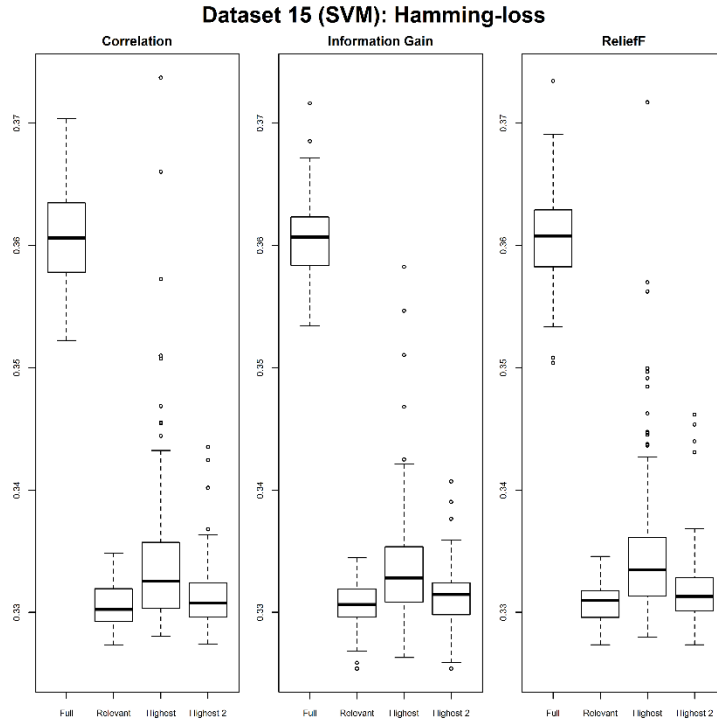 Dataset 15 (SVM): Hamming-loss
Correlation
Information Gain
ReliefF
0.37
0.36
0.35
0.34
0.33
0.37
0.36
0.35
0.34
0.33
0.37
0.36
0.35
0.34
0.33
Full Relevant Highest Highest 2
Full Relevant Highest Highest 2
Full Relevant Highest Highest 2